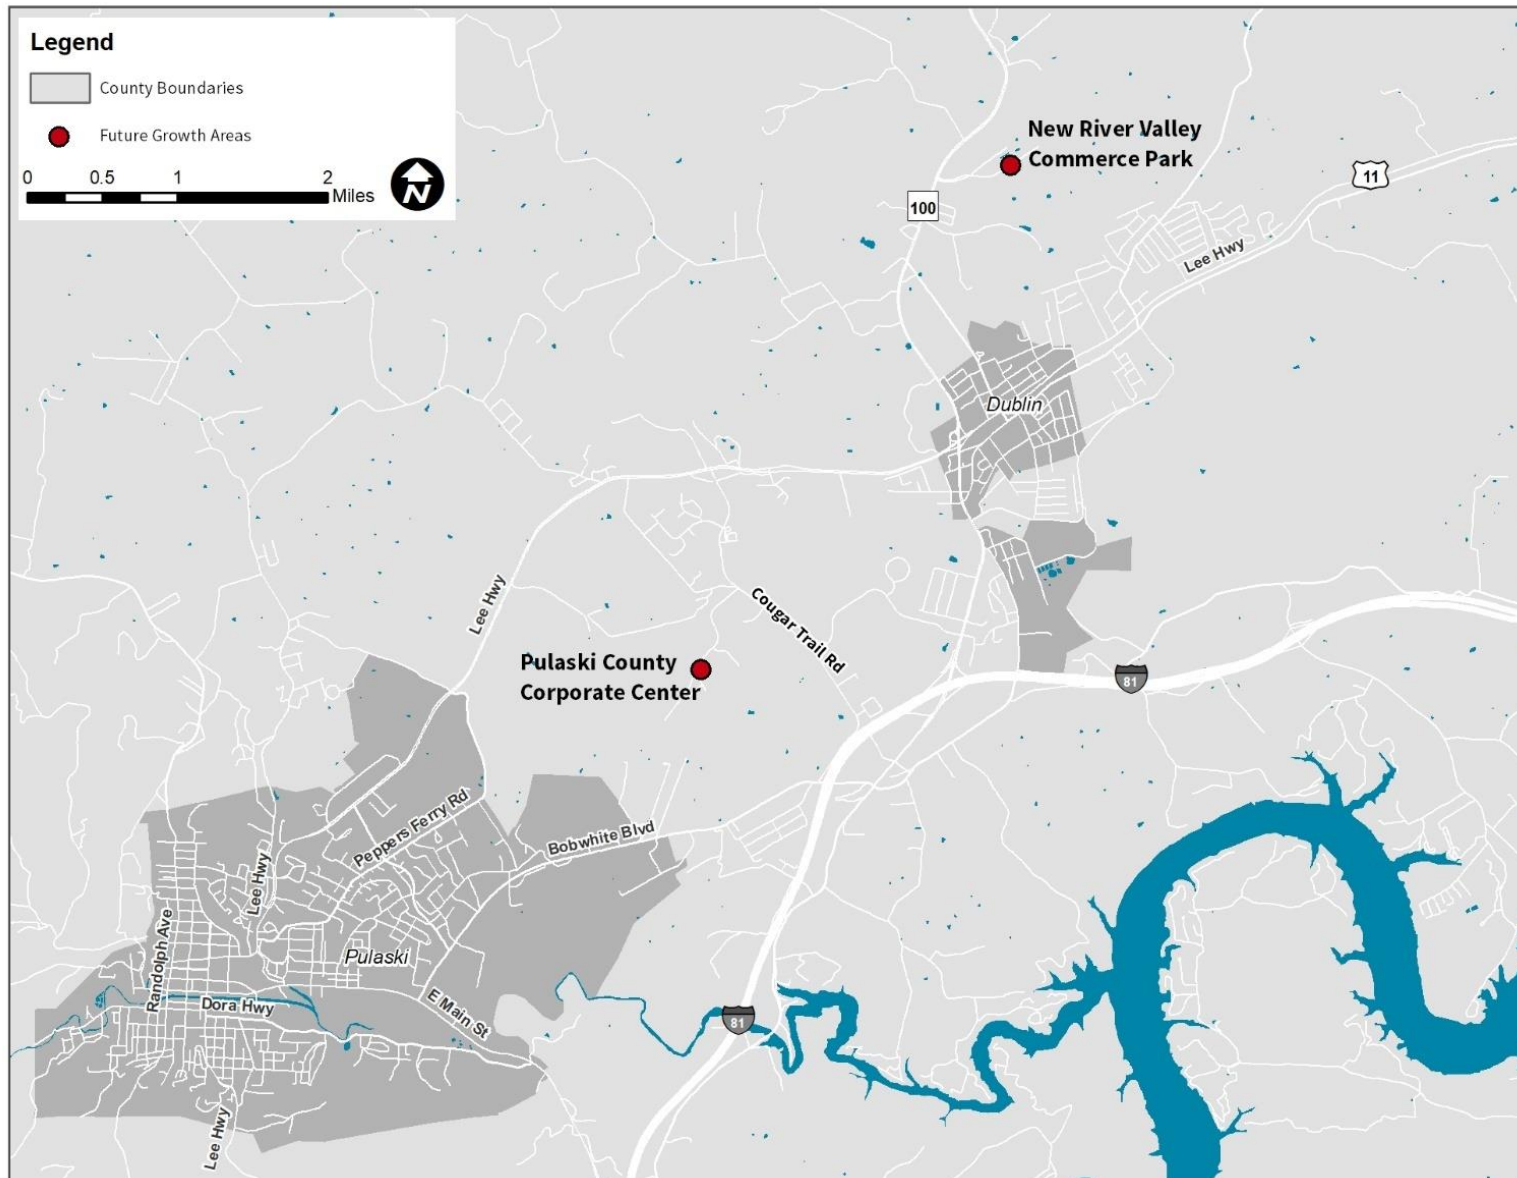 Legend
County Boundaries
Future Growth Areas
0 0.5 1 2
Miles
N
New River Valley
Commerce Park
11
100
Lee Hwy
Dublin
Lee Hwy
Cougar Trail Rd
Pulaski County
Corporate Center
81
Peppers Ferry Rd
Bobwhite Blvd
Lee Hwy
Randolph Ave
Pulaski
Dora Hwy
E Main St
81
Lee Hwy